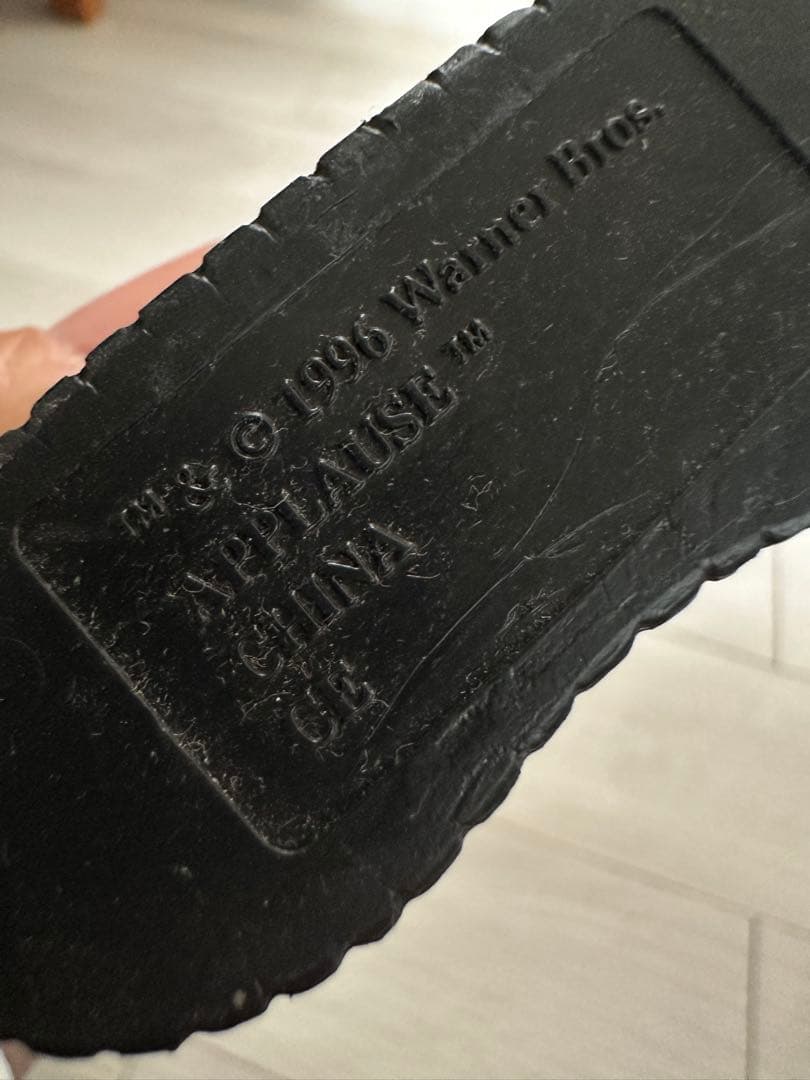 ™ & © 1996 Warner Bros.
APPLAUSE ™
CHINA
CE